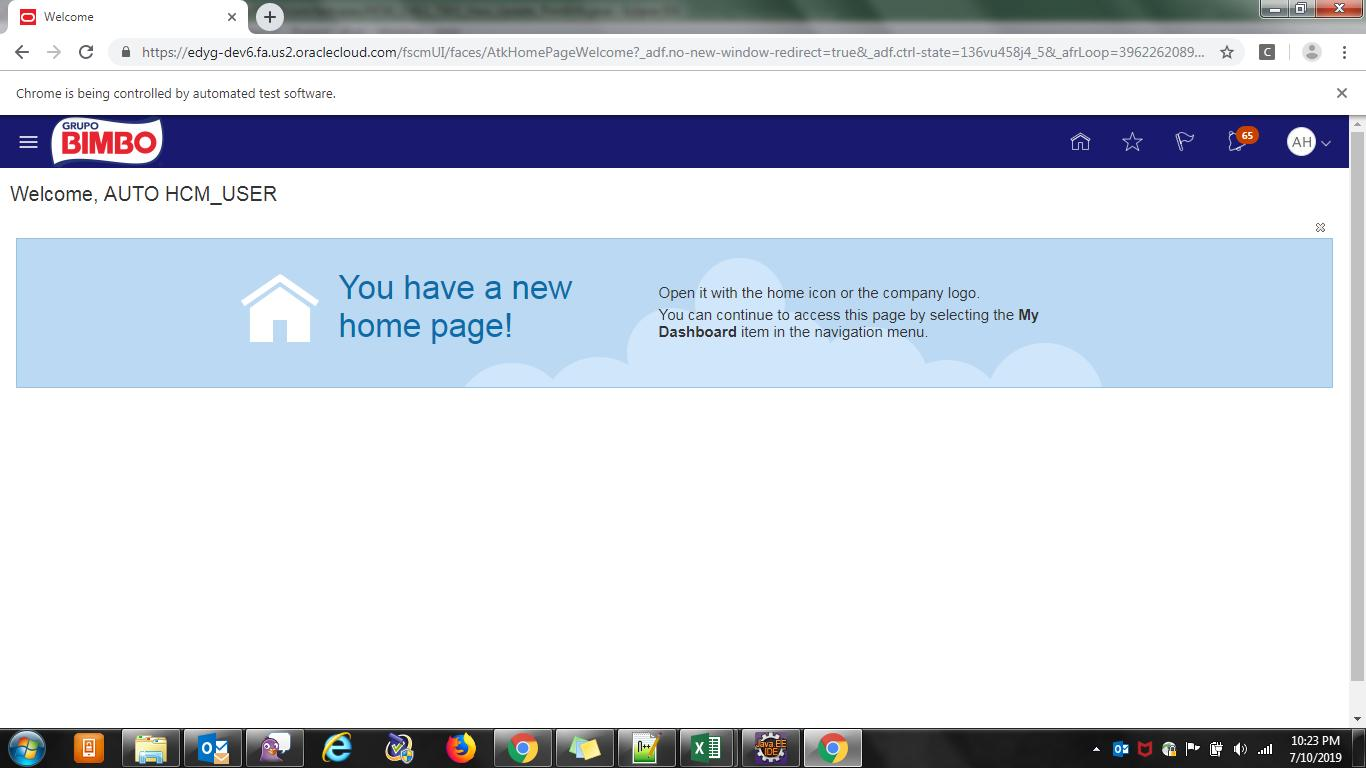 Welcome
https://edyg-dev6.fa.us2.oraclecloud.com/fscmUI/faces/AtkHomePageWelcome?_adf.no-new-window-redirect=true&_adf.ctrl-state=136vu458j4_5&_afrLoop=3962262089...
C
Chrome is being controlled by automated test software.
GRUPO
BIMBO
65
AH
Welcome, AUTO HCM_USER
You have a new
home page!
Open it with the home icon or the company logo.
You can continue to access this page by selecting the My
Dashboard item in the navigation menu.
Java EE
IDE
10:23 PM
7/10/2019